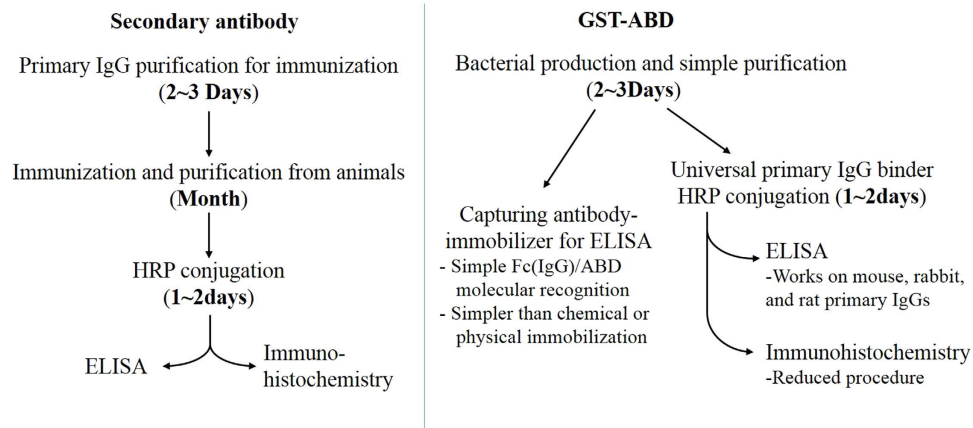 Secondary antibody
Primary IgG purification for immunization
(2~3 Days)
Immunization and purification from animals
(Month)
HRP conjugation
(1~2days)
ELISA
Immuno-
histochemistry
GST-ABD
Bacterial production and simple purification
(2~3Days)
Capturing antibody-
immobilizer for ELISA
- Simple Fc(IgG)/ABD
molecular recognition
- Simpler than chemical or
physical immobilization
Universal primary IgG binder
HRP conjugation (1~2days)
ELISA
-Works on mouse, rabbit,
and rat primary IgGs
Immunohistochemistry
-Reduced procedure